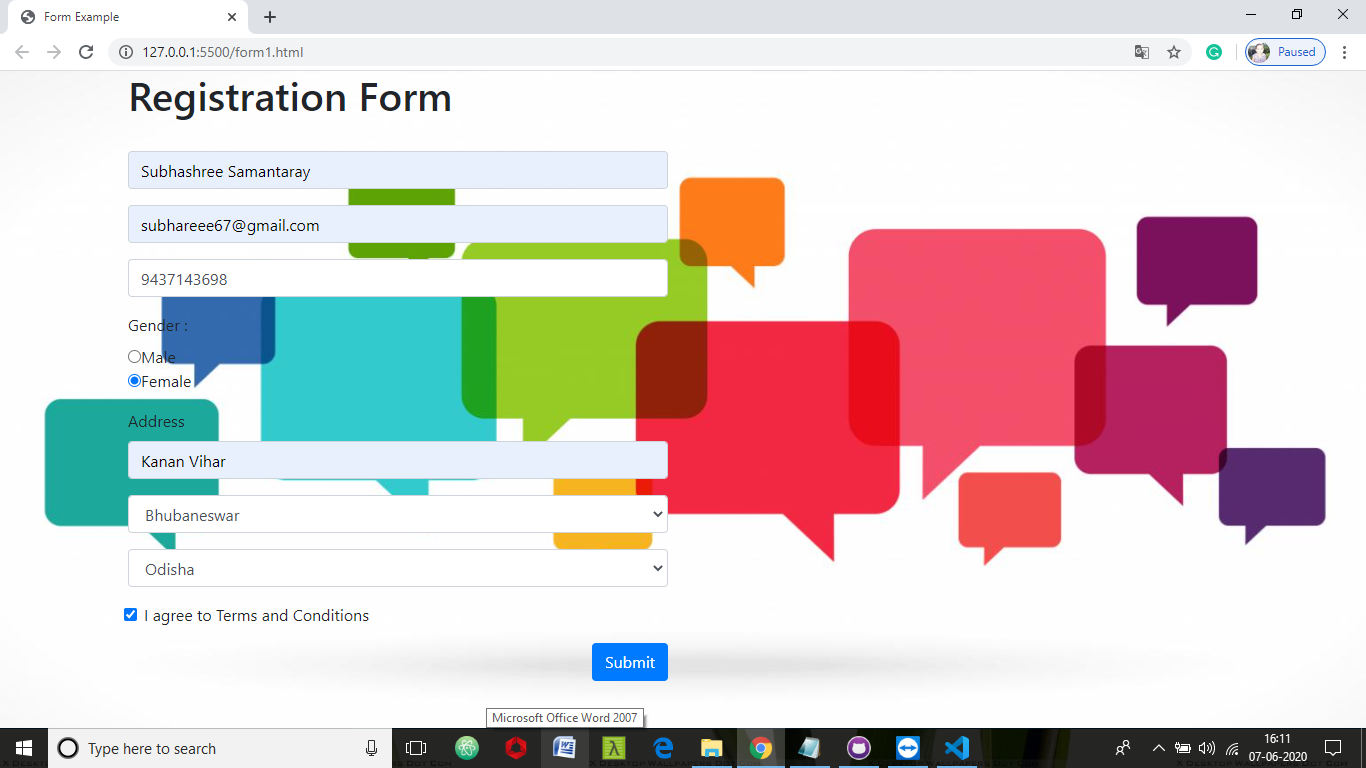 Form Example
127.0.0.1:5500/form1.html
Paused
Registration Form
Subhashree Samantaray
subhareee67@gmail.com
9437143698
Gender :
Male
Female
Address
Kanan Vihar
Bhubaneswar
Odisha
I agree to Terms and Conditions
Submit
Microsoft Office Word 2007
Type here to search
16:11
07-06-2020